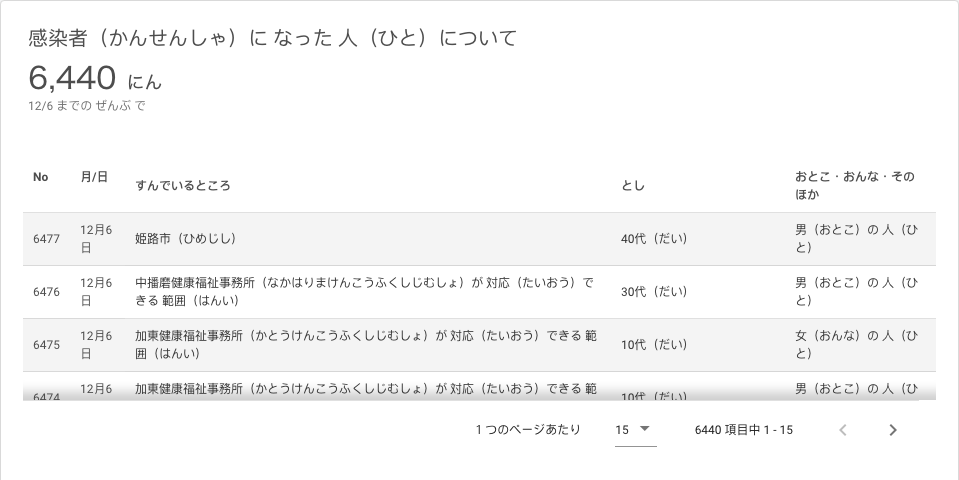 感染者（かんせんしゃ）に なった 人（ひと）について
6,440 にん
12/6 までの ぜんぶ で
No 月/日 すんでいるところ とし おとこ・おんな・その
ほか
6477 12月6
日 姫路市（ひめじし） 40代（だい） 男（おとこ）の 人（ひ
と）
6476 12月6
日 中播磨健康福祉事務所（なかはりまけんこうふくしじむしょ）が 対応（たいおう）で
きる 範囲（はんい） 30代（だい） 男（おとこ）の 人（ひ
と）
6475 12月6
日 加東健康福祉事務所（かとうけんこうふくしじむしょ）が 対応（たいおう）できる 範
囲（はんい） 10代（だい） 女（おんな）の 人（ひ
と）
6474 12月6 加東健康福祉事務所（かとうけんこうふくしじむしょ）が 対応（たいおう）できる 範 10代（だい） 男（おとこ）の 人（ひ
1 つのページあたり 15 6440 項目中 1 - 15